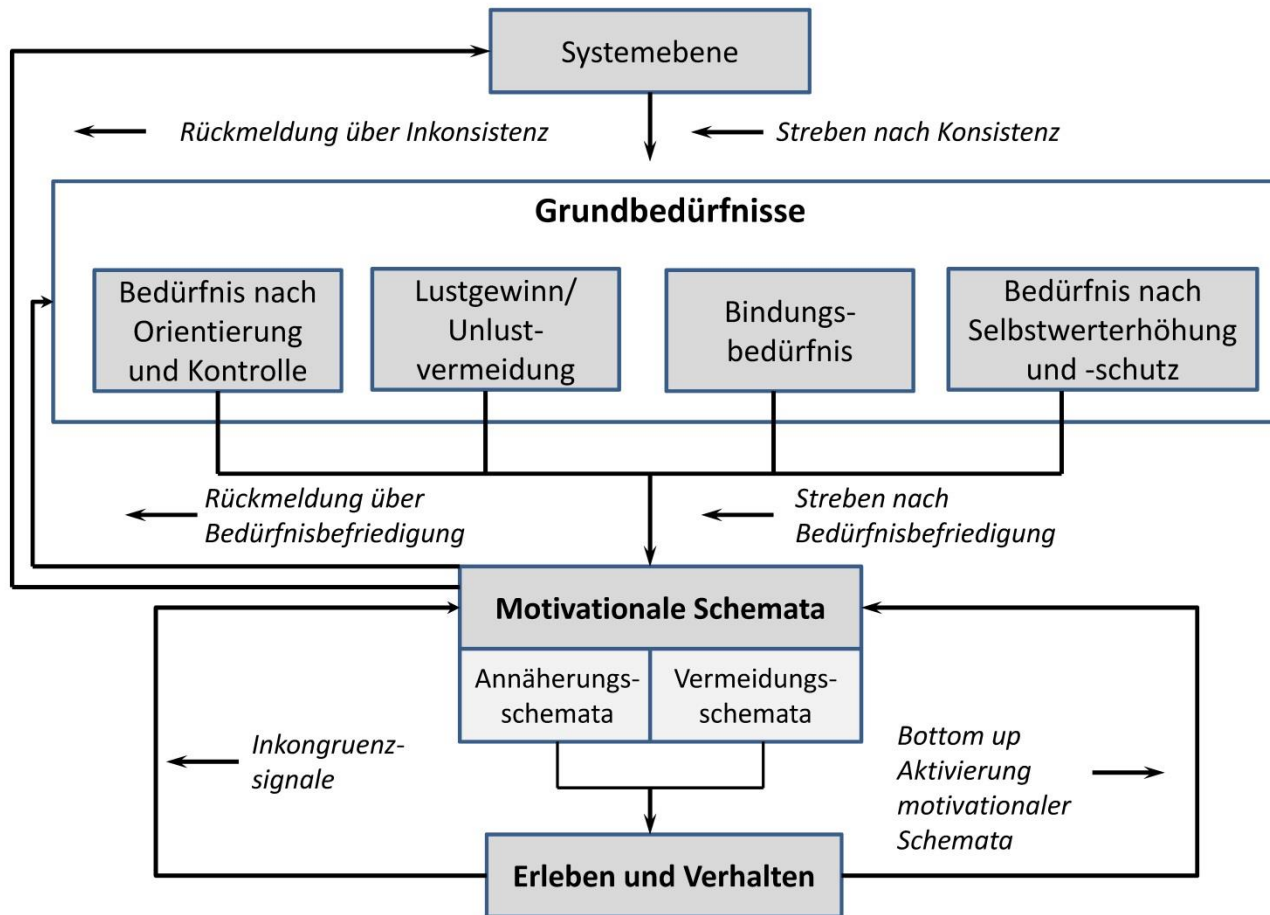 Systemebene
Rückmeldung über Inkonsistenz
Streben nach Konsistenz
Grundbedürfnisse
Bedürfnis nach
Orientierung
und Kontrolle
Lustgewinn/
Unlust-
vermeidung
Bindungs-
bedürfnis
Bedürfnis nach
Selbstwerterhöhung
und -schutz
Rückmeldung über
Bedürfnisbefriedigung
Streben nach
Bedürfnisbefriedigung
Motivationale Schemata
Annäherungs-
schemata
Vermeidungs-
schemata
Inkongruenz-
signale
Bottom up
Aktivierung
motivationaler
Schemata
Erleben und Verhalten